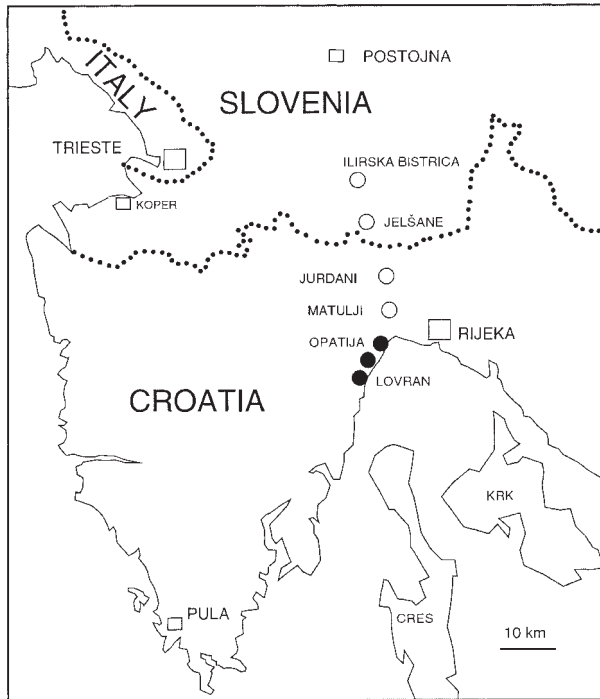 POSTOJNA
ITALY
SLOVENIA
TRIESTE
ILIRSKA BISTRICA
KOPER
JELŠANE
JURDANI
MATULJI
OPATIJA
RIJEKA
LOVRAN
CROATIA
KRK
PULA
CRES
10 km